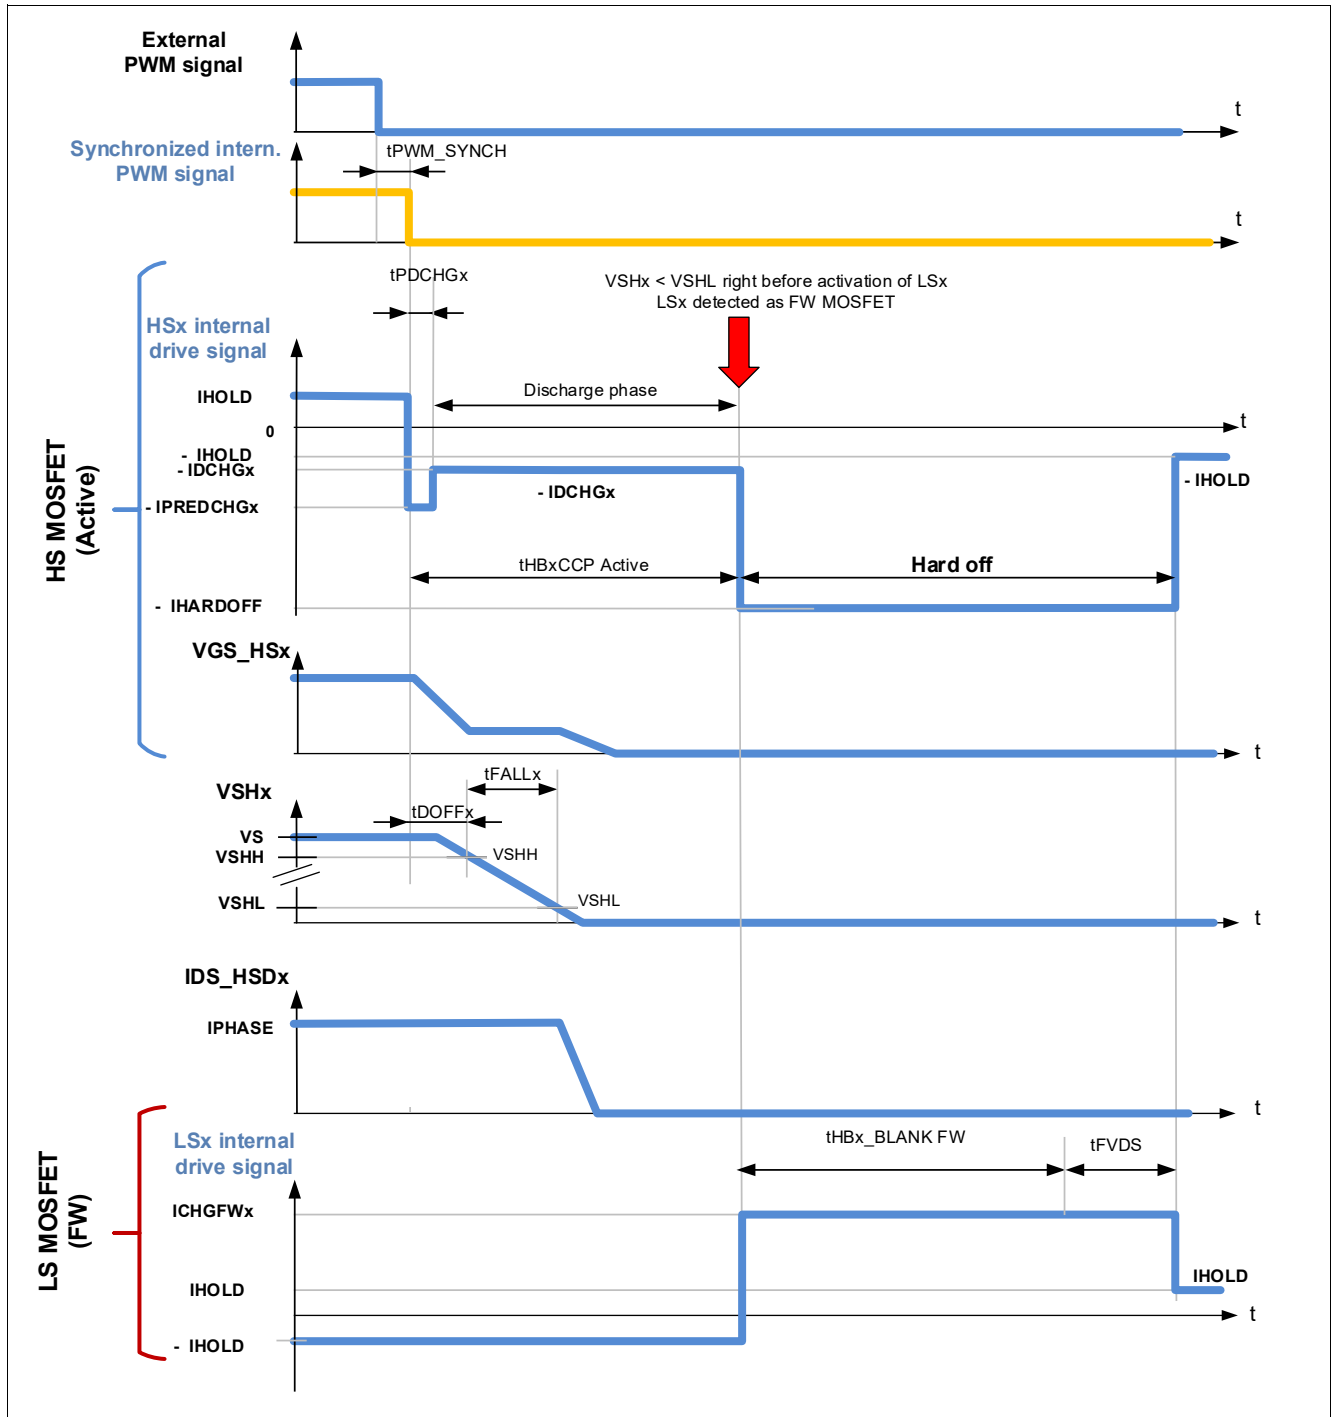 External
PWM signal
t
Synchronized intern.
PWM signal
tPWM_SYNCH
t
tPDCHGx
VSHx < VSHL right before activation of LSx
LSx detected as FW MOSFET
HSx internal
drive signal
IHOLD
Discharge phase
0
t
- IHOLD
- IDCHGx
- IDCHGx
- IHOLD
- IPREDCHGx
HS MOSFET
(Active)
tHBxCCP Active
Hard off
- IHARDOFF
VGS_HSx
t
tFALLx
VSHx
tDOFFx
VS
VSHH
VSHH
VSHL
VSHL
t
IDS_HSDx
IPHASE
t
LSx internal
drive signal
tHBx_BLANK FW
tFVDS
ICHGFWx
LS MOSFET
(FW)
IHOLD
IHOLD
t
- IHOLD